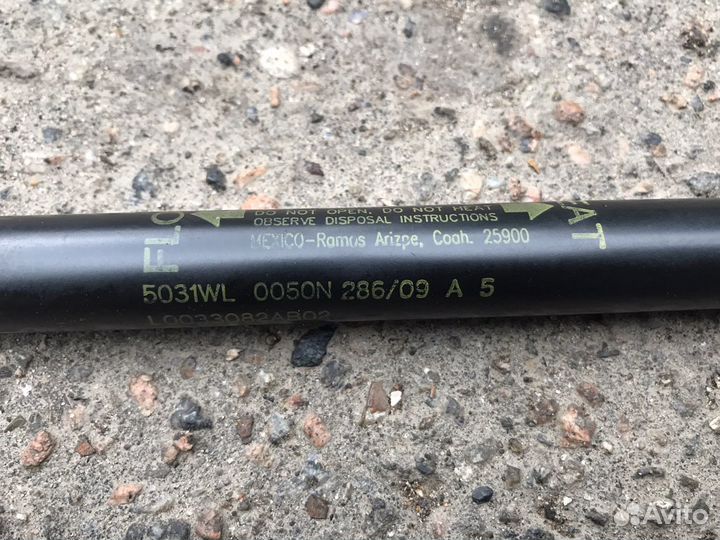 DO NOT OPEN, DO NOT HEAT
OBSERVE DISPOSAL INSTRUCTIONS
MEXICO-Ramos Arizpe, Coah. 25900
5031WL 0050N 286/09 A 5
L0033082AB02
Avito